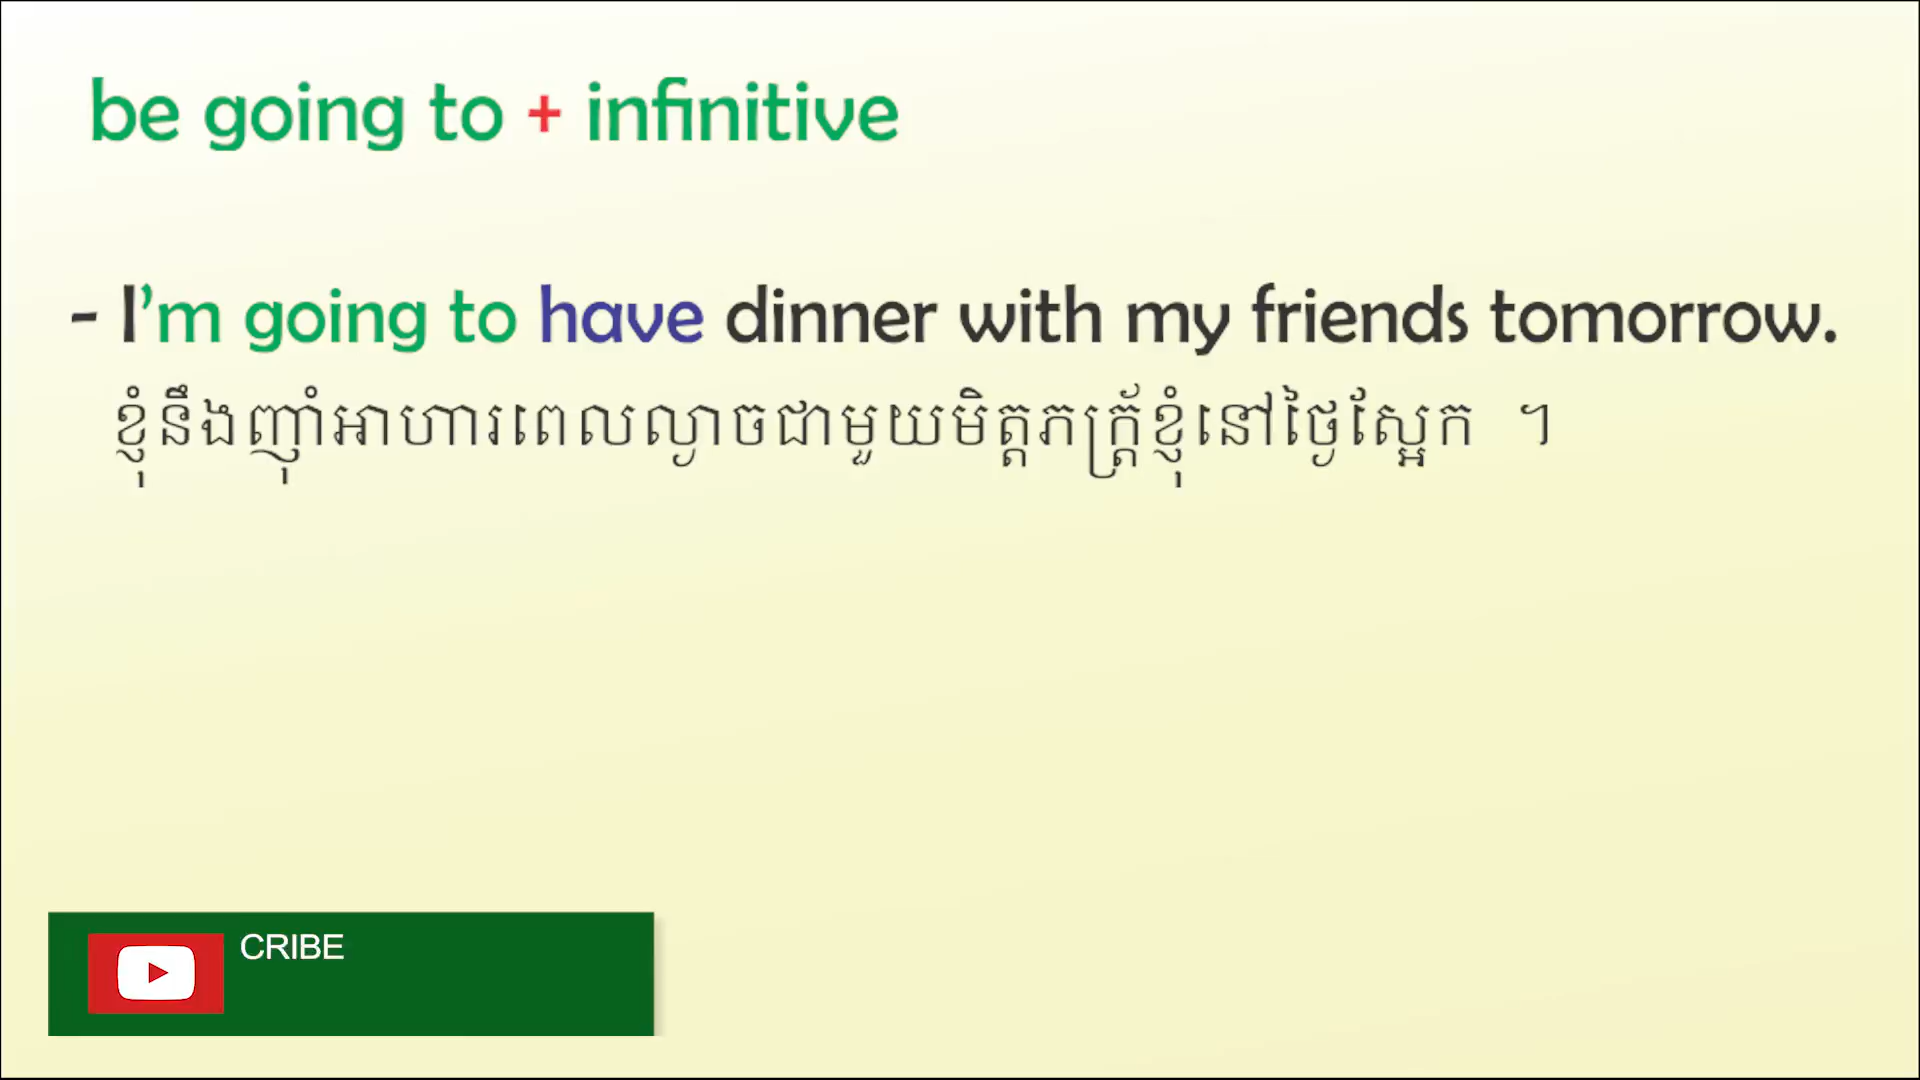 be going to + infinitive
- I'm going to have dinner with my friends tomorrow.
ខ្ញុំនឹងញ៉ាំអាហារពេលល្ងាចជាមួយមិត្តភក្ត្រ័ខ្ញុំនៅថ្ងៃស្អែក ។
CRIBE